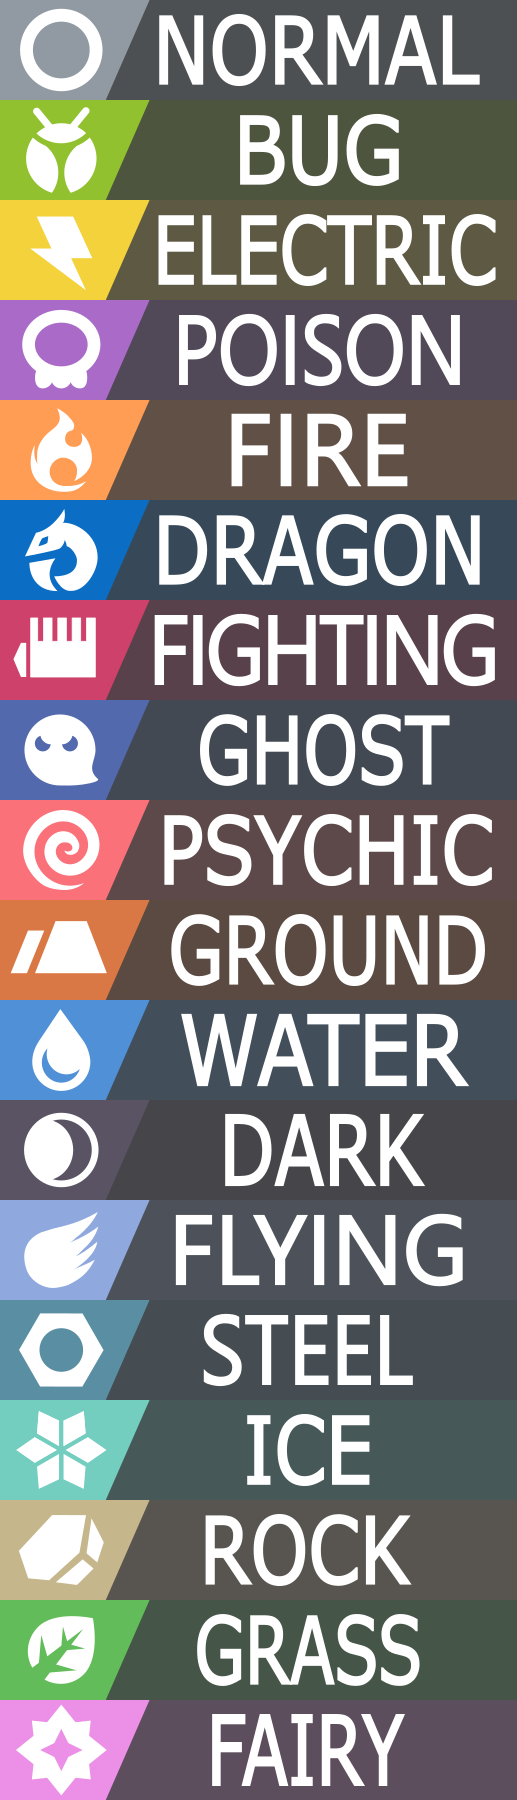 NORMAL
BUG
ELECTRIC
POISON
FIRE
DRAGON
FIGHTING
GHOST
PSYCHIC
GROUND
WATER
DARK
FLYING
STEEL
ICE
ROCK
GRASS
FAIRY